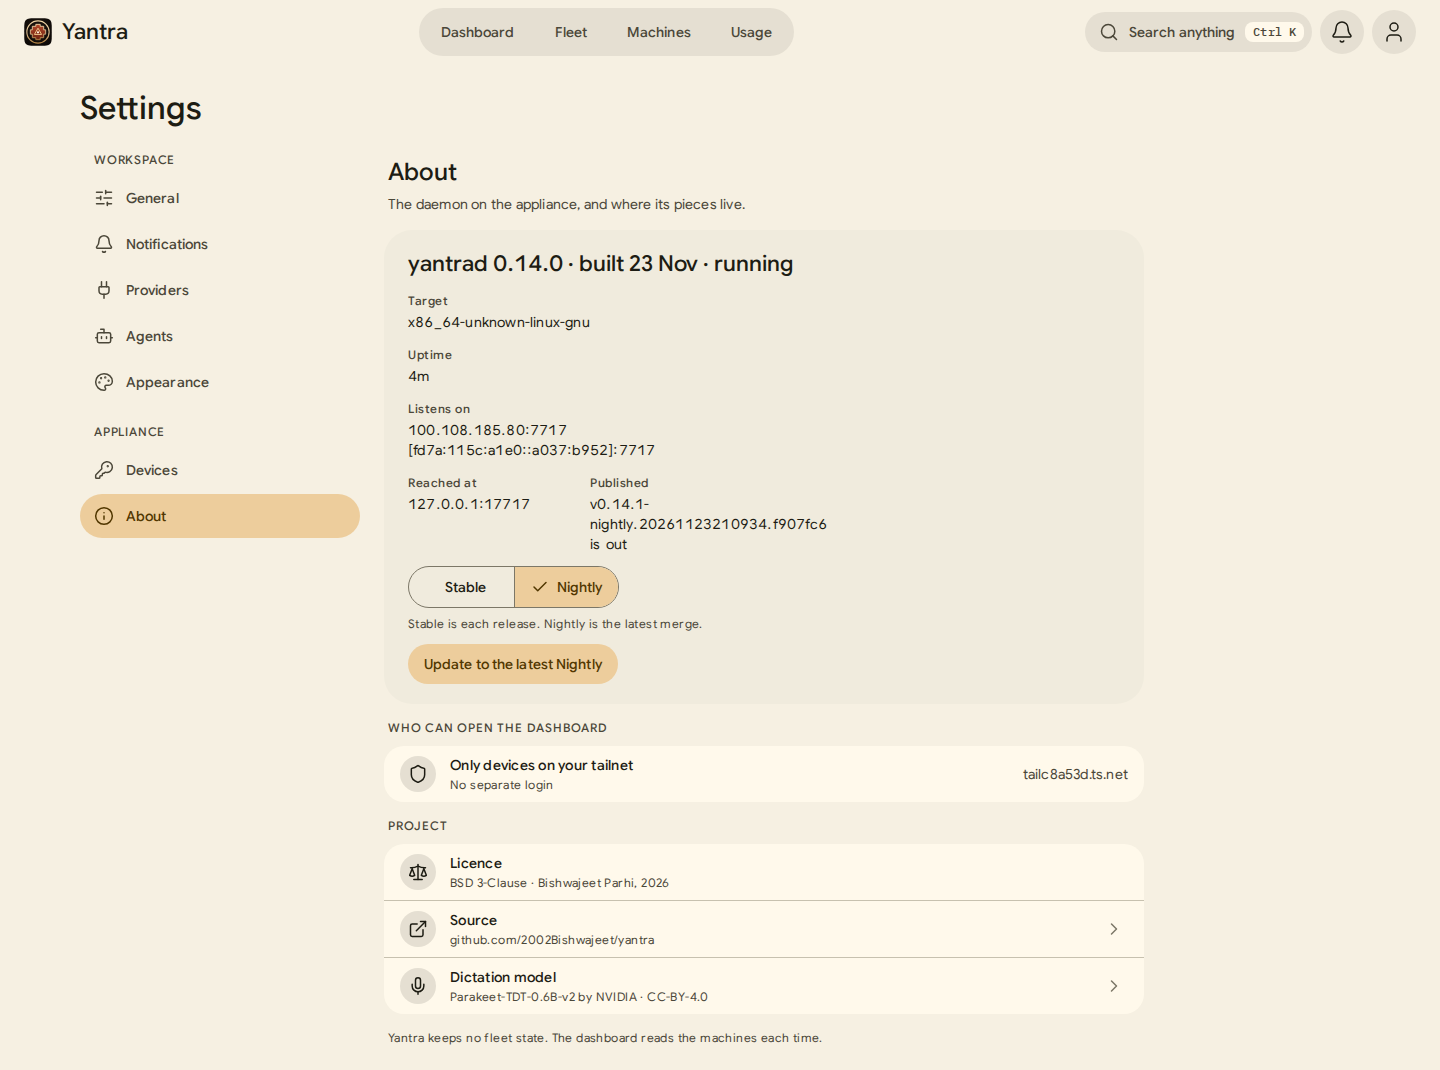 Yantra
Dashboard
Fleet
Machines
Usage
Search anything
Ctrl K
Settings
WORKSPACE
General
Notifications
Providers
Agents
Appearance
APPLIANCE
Devices
About
About
The daemon on the appliance, and where its pieces live.
yantrad 0.14.0 · built 23 Nov · running
Target
x86_64-unknown-linux-gnu
Uptime
4m
Listens on
100.108.185.80:7717
[fd7a:115c:a1e0::a037:b952]:7717
Reached at
127.0.0.1:17717
Published
v0.14.1-
nightly.20261123210934.f907fc6
is out
Stable
Nightly
Stable is each release. Nightly is the latest merge.
Update to the latest Nightly
WHO CAN OPEN THE DASHBOARD
Only devices on your tailnet
No separate login
tailc8a53d.ts.net
PROJECT
Licence
BSD 3-Clause · Bishwajeet Parhi, 2026
Source
github.com/2002Bishwajeet/yantra
Dictation model
Parakeet-TDT-0.6B-v2 by NVIDIA · CC-BY-4.0
Yantra keeps no fleet state. The dashboard reads the machines each time.